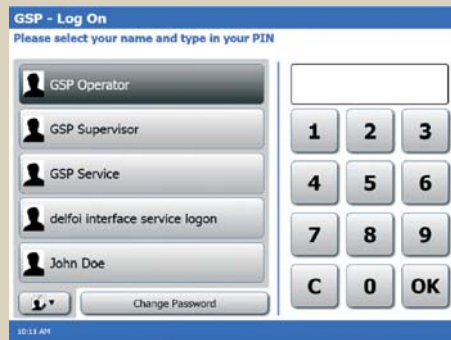 GSP - Log On
Please select your name and type in your PIN
GSP Operator
GSP Supervisor
GSP Service
delfoi interface service logon
John Doe
Change Password
1 2 3
4 5 6
7 8 9
C 0 OK
10:13 AM